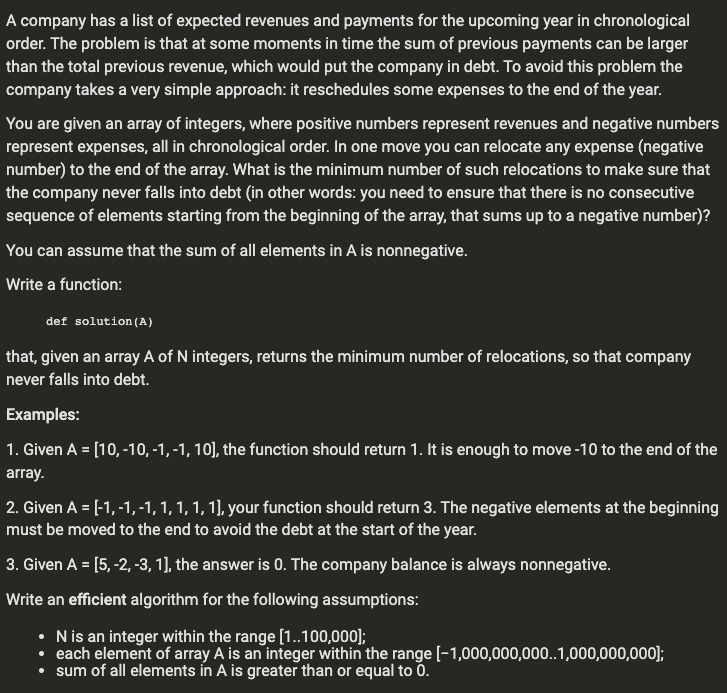 A company has a list of expected revenues and payments for the upcoming year in chronological
order. The problem is that at some moments in time the sum of previous payments can be larger
than the total previous revenue, which would put the company in debt. To avoid this problem the
company takes a very simple approach: it reschedules some expenses to the end of the year.
You are given an array of integers, where positive numbers represent revenues and negative numbers
represent expenses, all in chronological order. In one move you can relocate any expense (negative
number) to the end of the array. What is the minimum number of such relocations to make sure that
the company never falls into debt (in other words: you need to ensure that there is no consecutive
sequence of elements starting from the beginning of the array, that sums up to a negative number)?
You can assume that the sum of all elements in A is nonnegative.
Write a function:
def solution(A)
that, given an array A of N integers, returns the minimum number of relocations, so that company
never falls into debt.
Examples:
1. Given A = [10, -10, -1, -1, 10], the function should return 1. It is enough to move -10 to the end of the
array.
2. Given A = [-1, -1, -1, 1, 1, 1, 1], your function should return 3. The negative elements at the beginning
must be moved to the end to avoid the debt at the start of the year.
3. Given A = [5, -2, -3, 1], the answer is 0. The company balance is always nonnegative.
Write an efficient algorithm for the following assumptions:
• N is an integer within the range [1..100,000];
• each element of array A is an integer within the range [−1,000,000,000..1,000,000,000];
• sum of all elements in A is greater than or equal to 0.